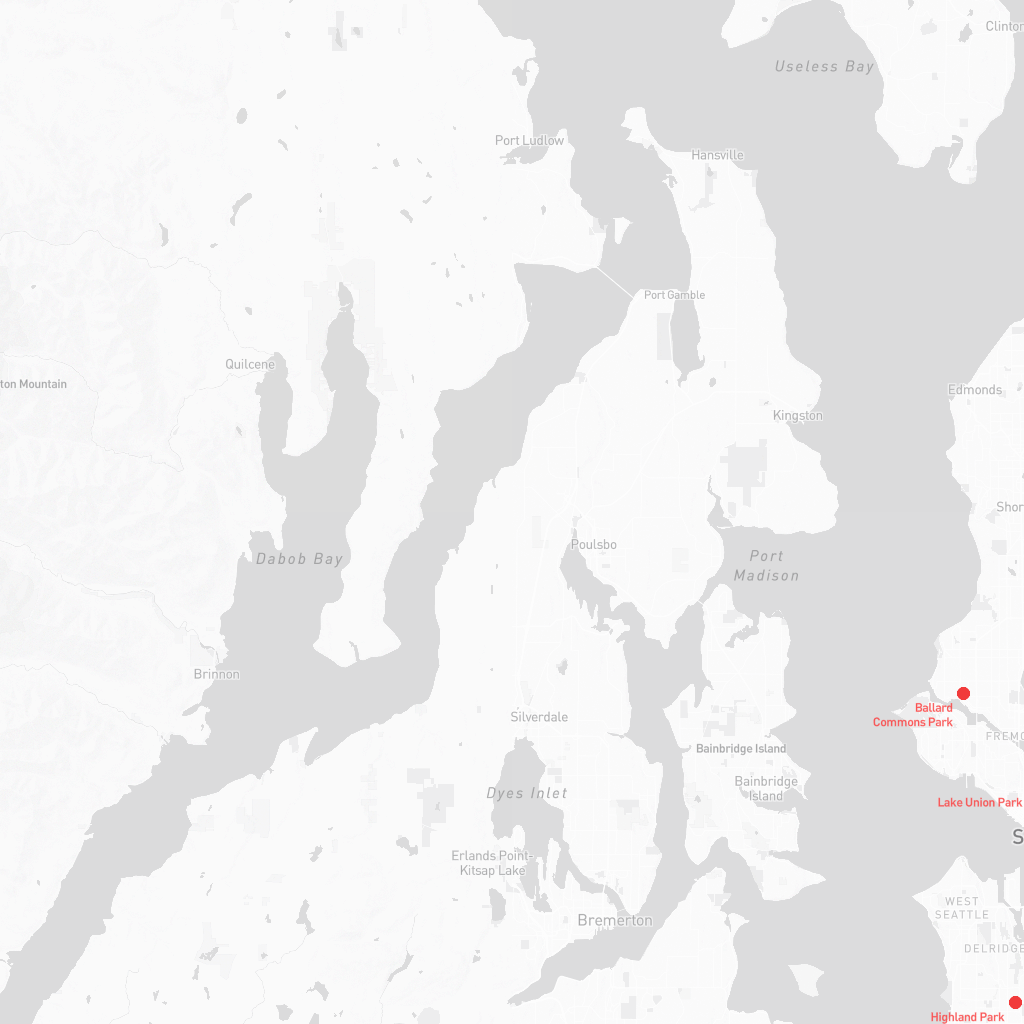 Clinton
Useless Bay
Port Ludlow
Hansville
Port Gamble
Quilcene
ton Mountain
Edmonds
Kingston
Shor
Poulsbo
Port
Madison
Dabob Bay
Brinnon
Silverdale
Ballard
Commons Park
FREMO
Bainbridge Island
Bainbridge
Island
Dyes Inlet
Lake Union Park
S
Erlands Point-
Kitsap Lake
WEST
SEATTLE
Bremerton
DELRIDGE
Highland Park